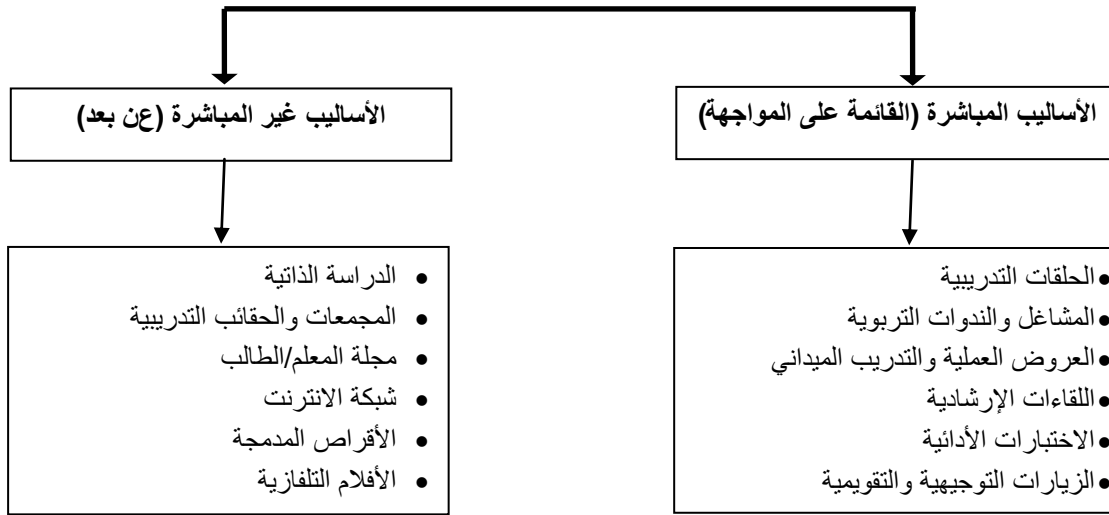 الأساليب المباشرة (القائمة على المواجهة)
الحلقات التدريبية
المشاغل والندوات التربوية
العروض العملية والتدريب الميداني
اللقاءات الإرشادية
الاختبارات الأدائية
الزيارات التوجيهية والتقويمية
الأساليب غير المباشرة (عن بعد)
الدراسة الذاتية
المجمعات والحقائب التدريبية
مجلة المعلم/الطالب
شبكة الانترنت
الأقراص المدمجة
الأفلام التلفازية